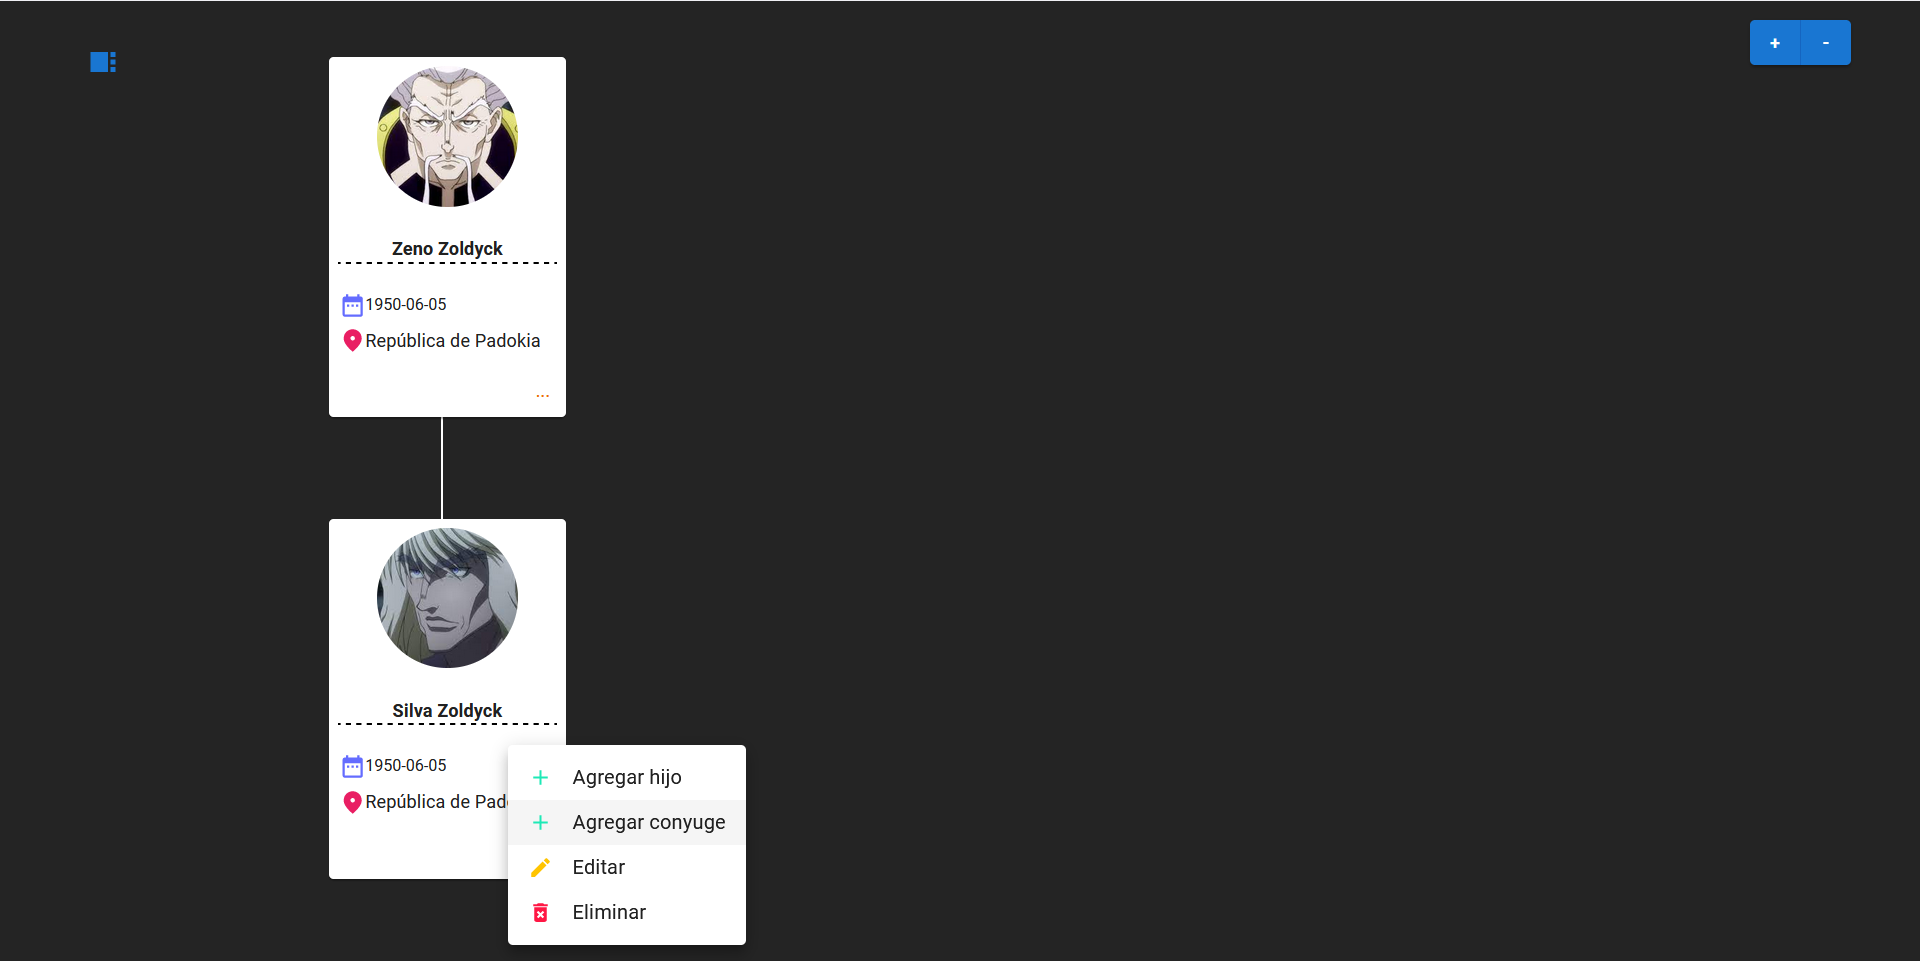 + -
Zeno Zoldyck
1950-06-05
República de Padokia
...
Silva Zoldyck
1950-06-05
República de Pad
Agregar hijo
Agregar conyuge
Editar
Eliminar